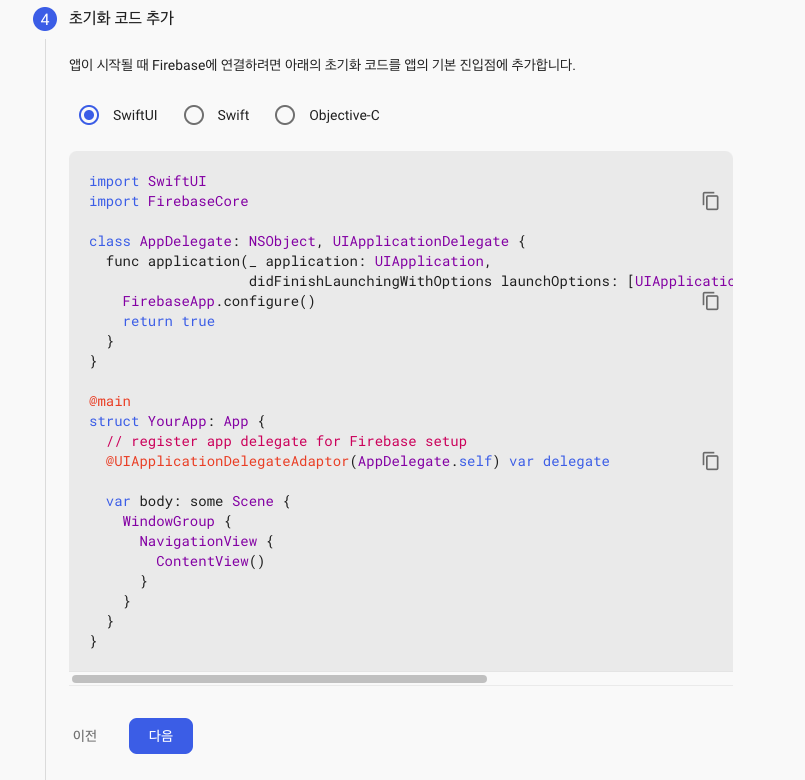 4 초기화 코드 추가
앱이 시작될 때 Firebase에 연결하려면 아래의 초기화 코드를 앱의 기본 진입점에 추가합니다.
SwiftUI Swift Objective-C
import SwiftUI
import FirebaseCore
class AppDelegate: NSObject, UIApplicationDelegate {
  func application(_ application: UIApplication,
                   didFinishLaunchingWithOptions launchOptions: [UIApplicatio
    FirebaseApp.configure()
    return true
  }
}
@main
struct YourApp: App {
  // register app delegate for Firebase setup
  @UIApplicationDelegateAdaptor(AppDelegate.self) var delegate
  var body: some Scene {
    WindowGroup {
      NavigationView {
        ContentView()
      }
    }
  }
}
이전 다음